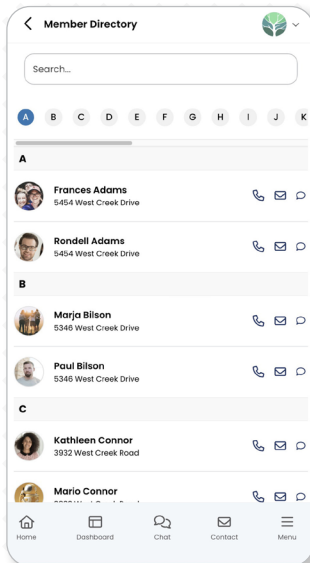 Member Directory
Search...
A B C D E F G H I J K
A
Frances Adams
5454 West Creek Drive
Rondell Adams
5454 West Creek Drive
B
Marja Bilson
5346 West Creek Drive
Paul Bilson
5346 West Creek Drive
C
Kathleen Connor
3932 West Creek Road
Mario Connor
Home Dashboard Chat Contact Menu